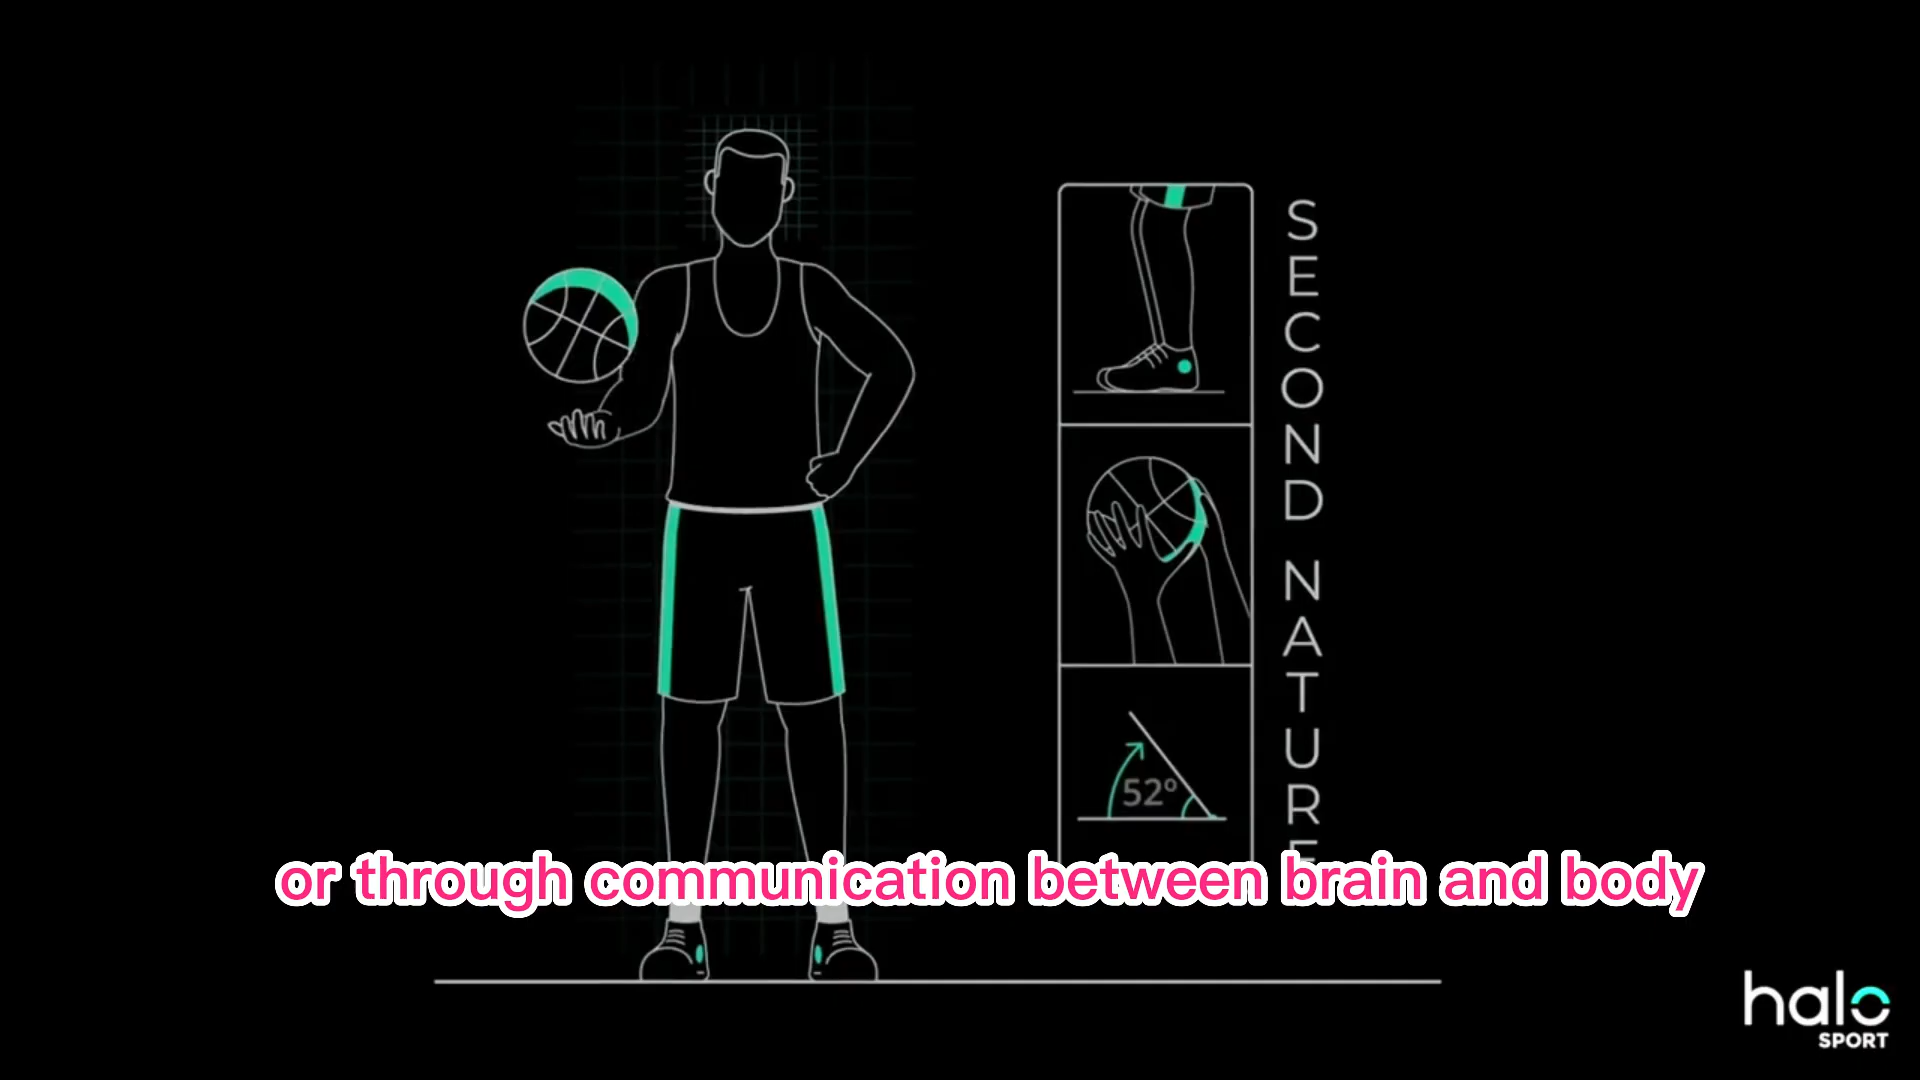 SECOND NATURE
52°
or through communication between brain and body
halo
SPORT